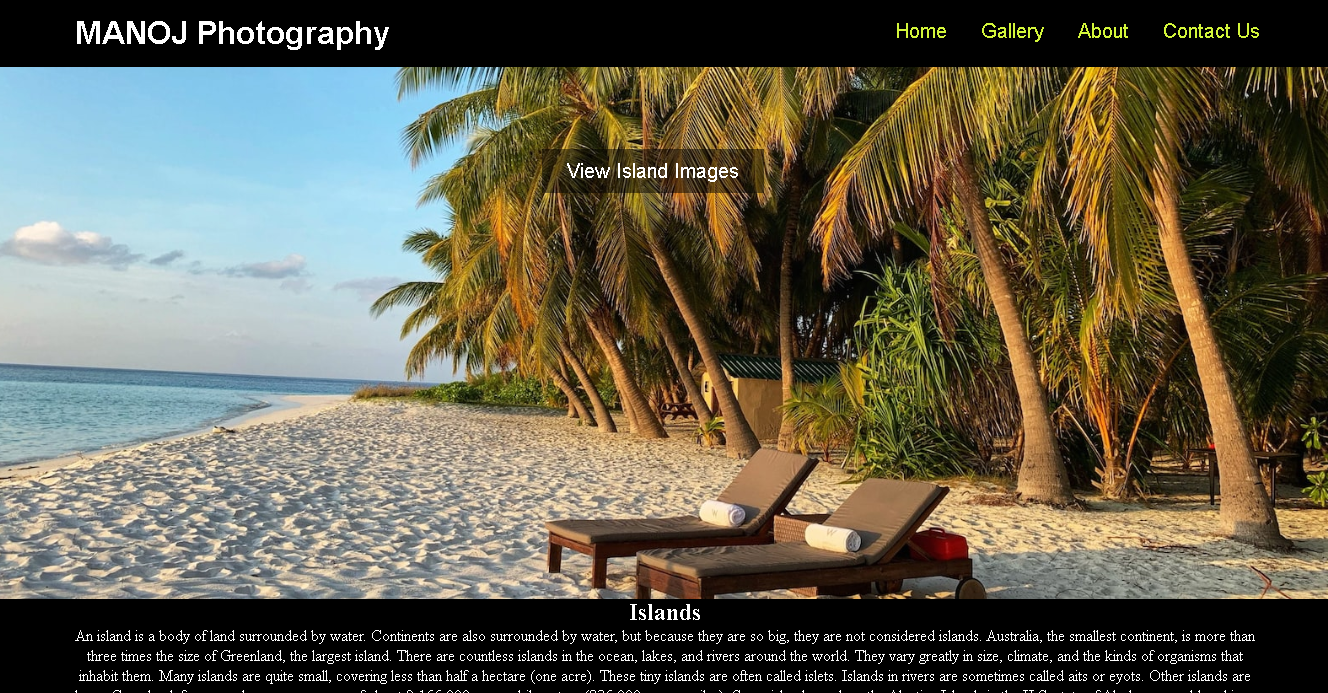 MANOJ Photography
Home Gallery About Contact Us
View Island Images
Islands
An island is a body of land surrounded by water. Continents are also surrounded by water, but because they are so big, they are not considered islands. Australia, the smallest continent, is more than
three times the size of Greenland, the largest island. There are countless islands in the ocean, lakes, and rivers around the world. They vary greatly in size, climate, and the kinds of organisms that
inhabit them. Many islands are quite small, covering less than half a hectare (one acre). These tiny islands are often called islets. Islands in rivers are sometimes called aits or eyots. Other islands are